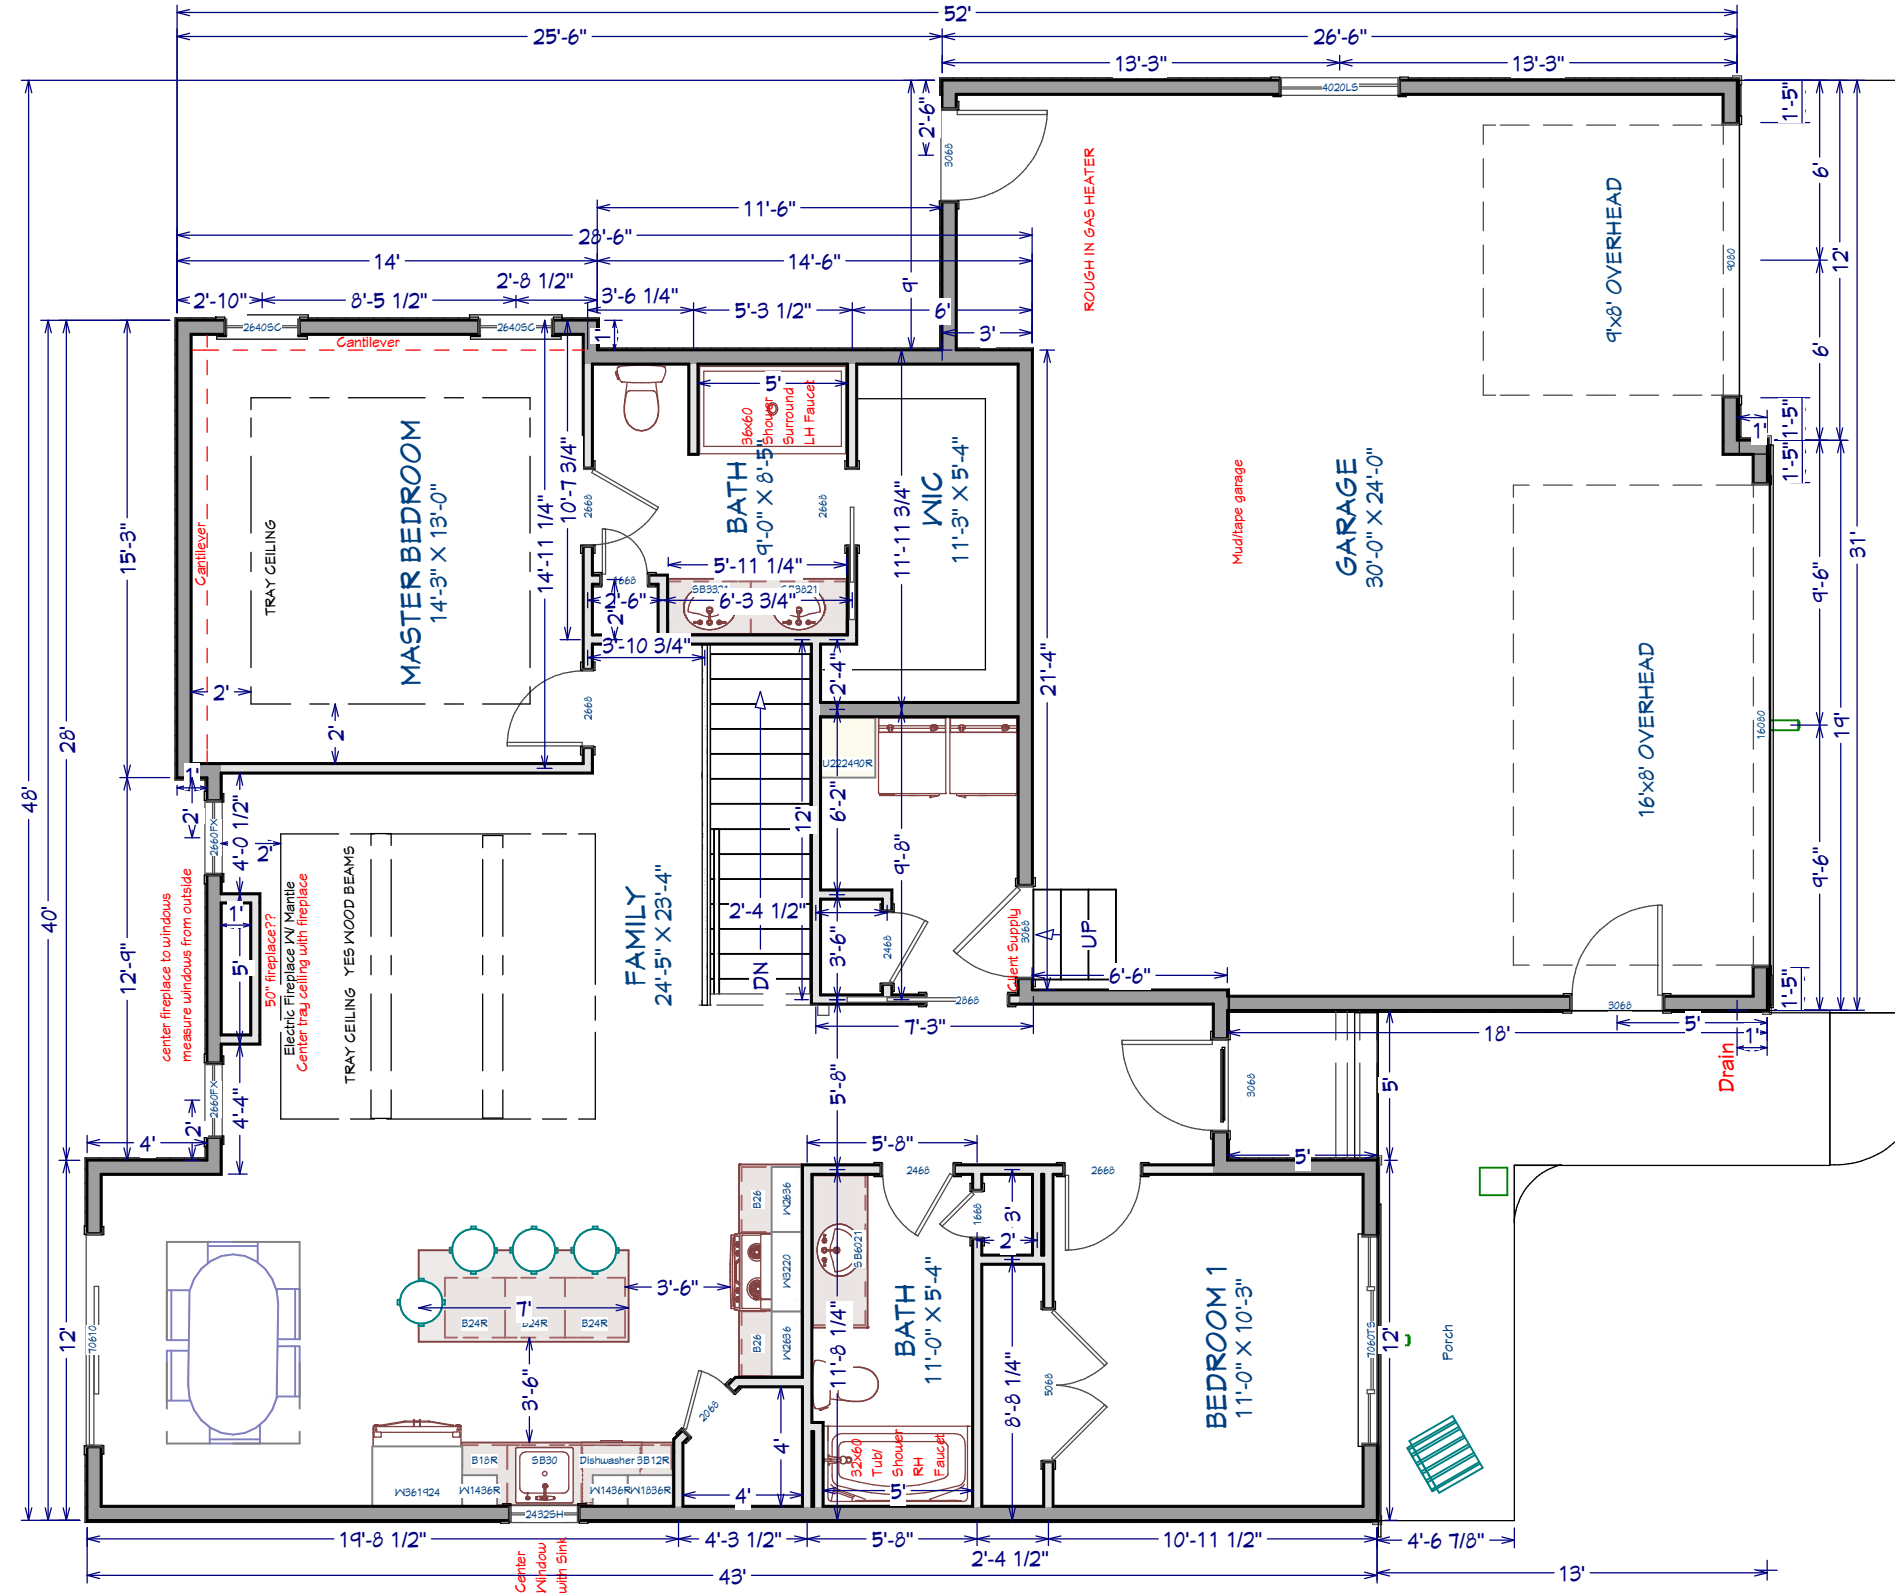 52'
25'-6"
26'-6"
13'-3"
13'-3"
4020LS
2'-6"
3068
1'-5"
6'
12'
11'-6"
28'-6"
14'
14'-6"
2'-10"
8'-5 1/2"
2'-8 1/2"
3'-6 1/4"
5'-3 1/2"
6'
9'
3'
1'
2640SC
2640SC
Cantilever
Cantilever
ROUGH IN GAS HEATER
9'x8' OVERHEAD
9080
6'
1'-5"
1'
1'-5"
31'
5'
36x60
Shower
Surround
LH Faucet
MASTER BEDROOM
14'-3" X 13'-0"
TRAY CEILING
10'-7 3/4"
14'-11 1/4"
BATH
9'-0" X 8'-5"
2668
2668
WIC
11'-3" X 5'-4"
11'-11 3/4"
Mud/tape garage
GARAGE
30'-0" X 24'-0"
15'-3"
28'
48'
40'
5'-11 1/4"
1668
2'-6"
6'-3 3/4"
2'
3'-10 3/4"
2'-4"
21'-4"
2'
2'
2668
16'x8' OVERHEAD
16080
9'-6"
19'
9'-6"
1'
2'
4'-0 1/2"
2'
2660FX
U222490R
6'-2"
12'
9'-8"
12'-9"
center fireplace to windows
measure windows from outside
1'
5'
50" fireplace??
Electric Fireplace W/ Mantle
Center tray ceiling with fireplace
TRAY CEILING YES WOOD BEAMS
FAMILY
24'-5" X 23'-4"
DN
2'-4 1/2"
3'-6"
2468
3068
UP
6'-6"
2868
7'-3"
3068
5'
1'-5"
18'
1'
Drain
2660FX
2'
4'-4"
4'
5'-8"
5'-8"
3068
5'
5'
2468
2668
B26
W2636
W3220
B26
W2636
SB6021
1668
3'
2'
3'-6"
7'
B24R
B24R
B24R
3'-6"
12'
70610
BATH
11'-0" X 5'-4"
11'-8 1/4"
8'-8 1/4"
5068
BEDROOM 1
11'-0" X 10'-3"
7060TS
12'
Porch
2068
4'
4'
32x60
Tub/
Shower
RH
Faucet
5'
W361924
B18R
W1436R
SB30
Dishwasher
3B12R
W1436R
W1836R
2432SH
Center
Window
with Sink
19'-8 1/2"
4'-3 1/2"
5'-8"
2'-4 1/2"
10'-11 1/2"
4'-6 7/8"
43'
13'